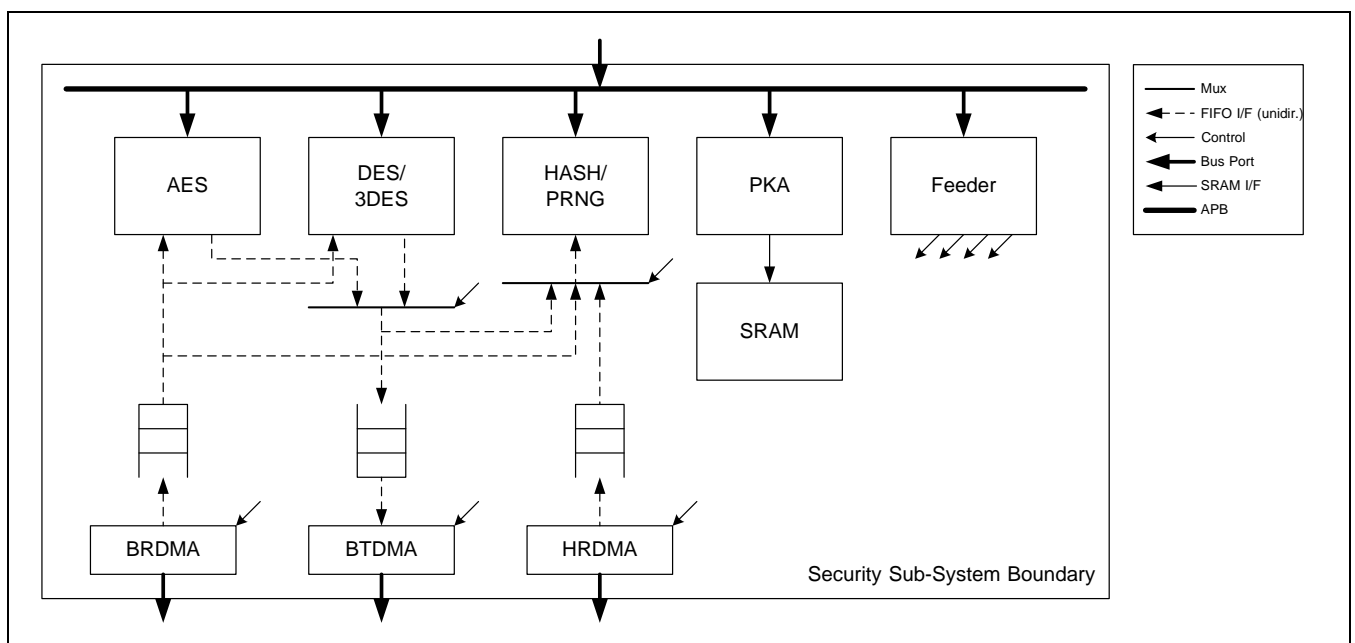 Mux
FIFO I/F (unidir.)
Control
Bus Port
SRAM I/F
APB
AES
DES/
3DES
HASH/
PRNG
PKA
Feeder
SRAM
BRDMA
BTDMA
HRDMA
Security Sub-System Boundary